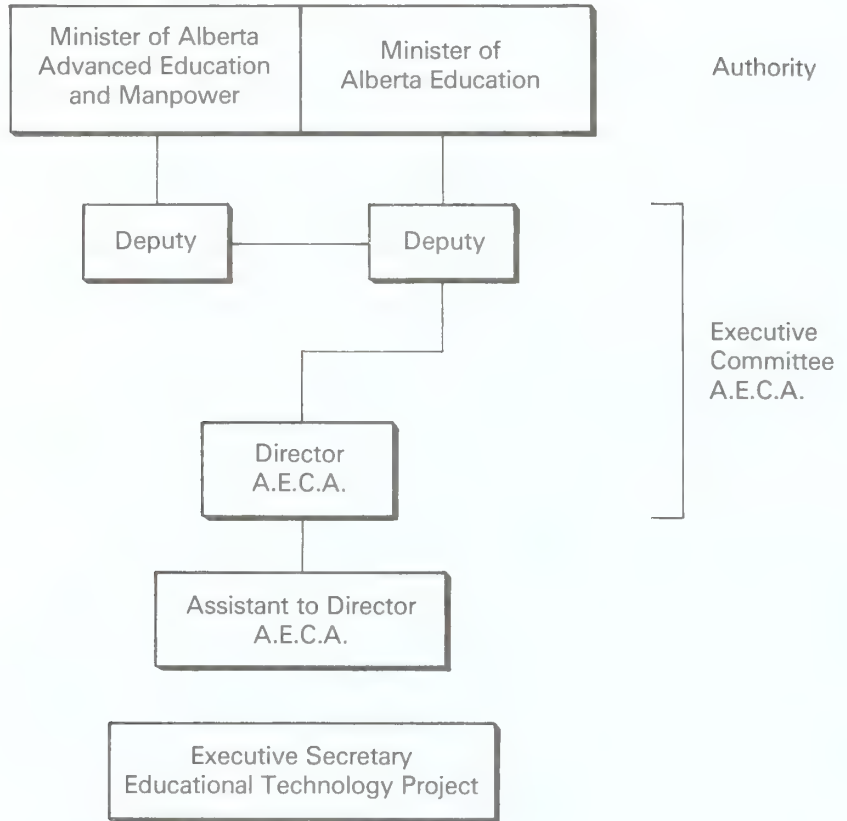 Minister of Alberta
Advanced Education
and Manpower
Minister of
Alberta Education
Authority
Deputy
Deputy
Executive
Committee
A.E.C.A.
Director
A.E.C.A.
Assistant to Director
A.E.C.A.
Executive Secretary
Educational Technology Project